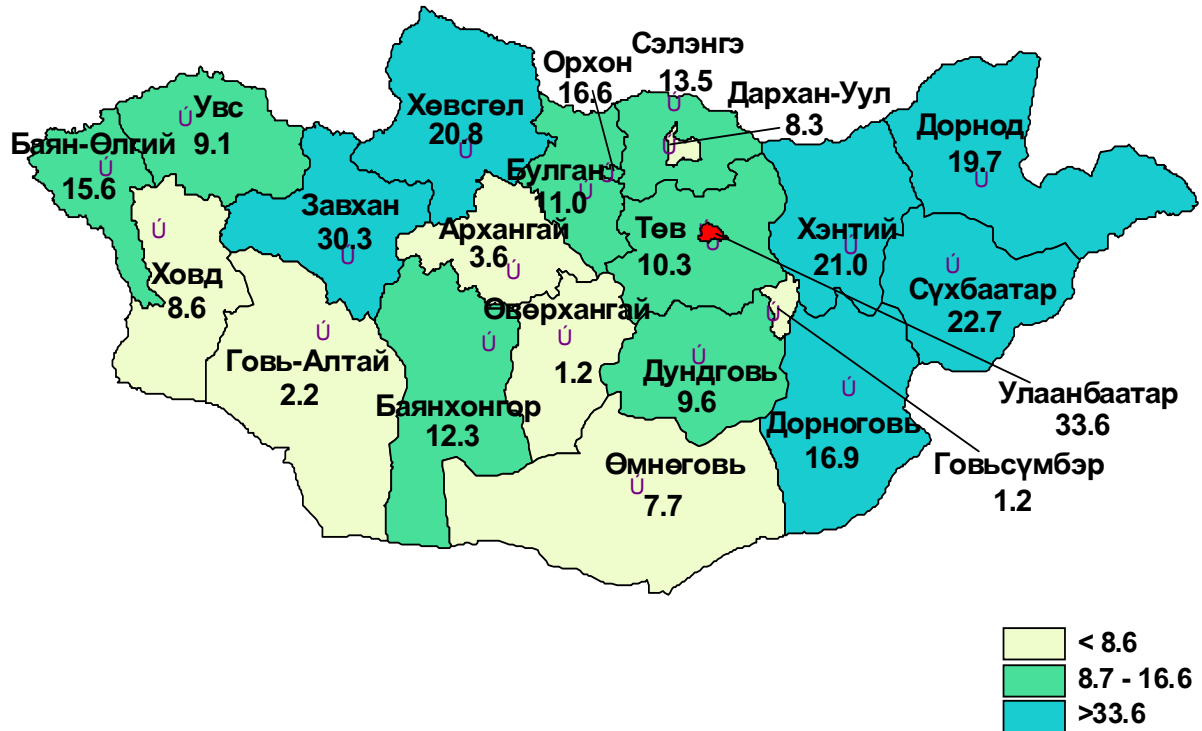 Сэлэнгэ
13.5
Орхон
16.6
Дархан-Уул
8.3
Увс
9.1
Хөвсгөл
20.8
Дорнод
19.7
Баян-Өлгий
15.6
Булган
11.0
Завхан
30.3
Архангай
3.6
Төв
10.3
Хэнтий
21.0
Ховд
8.6
Сүхбаатар
22.7
Өвөрхангай
1.2
Говь-Алтай
2.2
Дундговь
9.6
Баянхонгор
12.3
Улаанбаатар
33.6
Дорноговь
16.9
Өмнөговь
7.7
Говьсүмбэр
1.2
< 8.6
8.7 - 16.6
>33.6